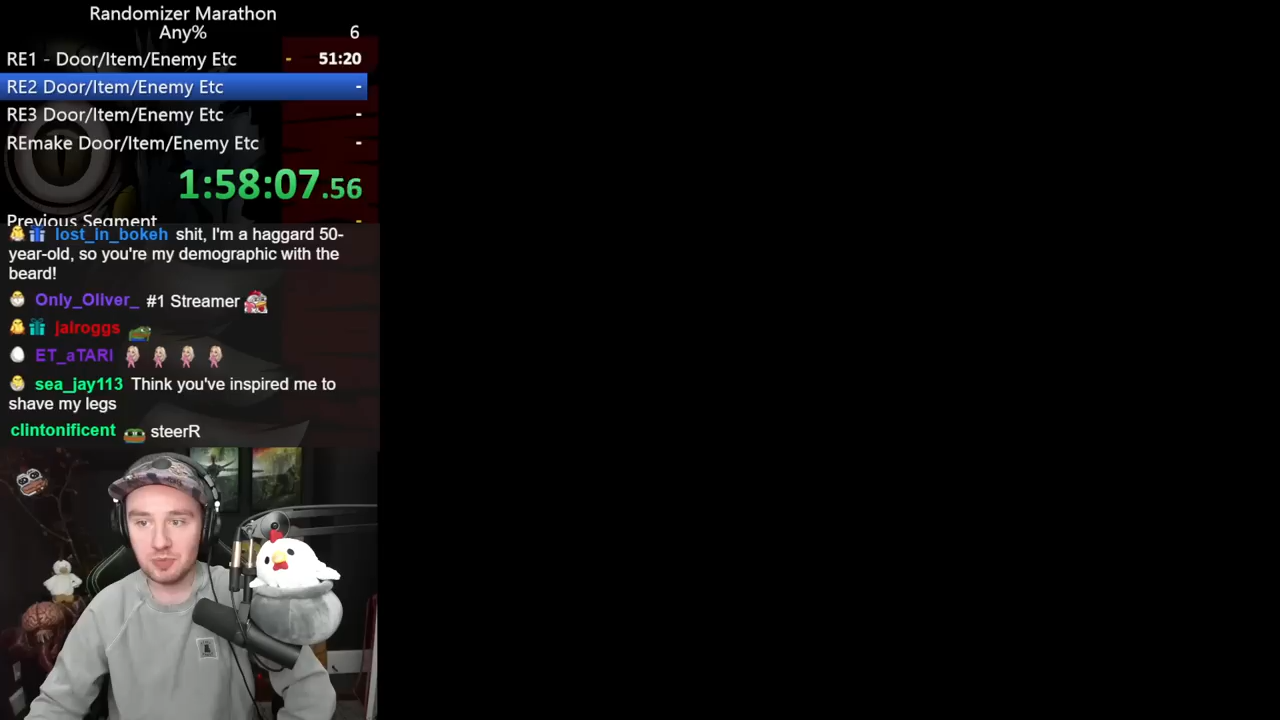 Randomizer Marathon
Any% 6
RE1 - Door/Item/Enemy Etc - 51:20
RE2 Door/Item/Enemy Etc -
RE3 Door/Item/Enemy Etc -
REmake Door/Item/Enemy Etc -
1:58:07.56
Previous Segment -
lost_in_bokeh shit, I'm a haggard 50-
year-old, so you're my demographic with the
beard!
Only_Oliver_ #1 Streamer
jalroggs
ET_aTARI
sea_jay113 Think you've inspired me to
shave my legs
clintonificent steerR